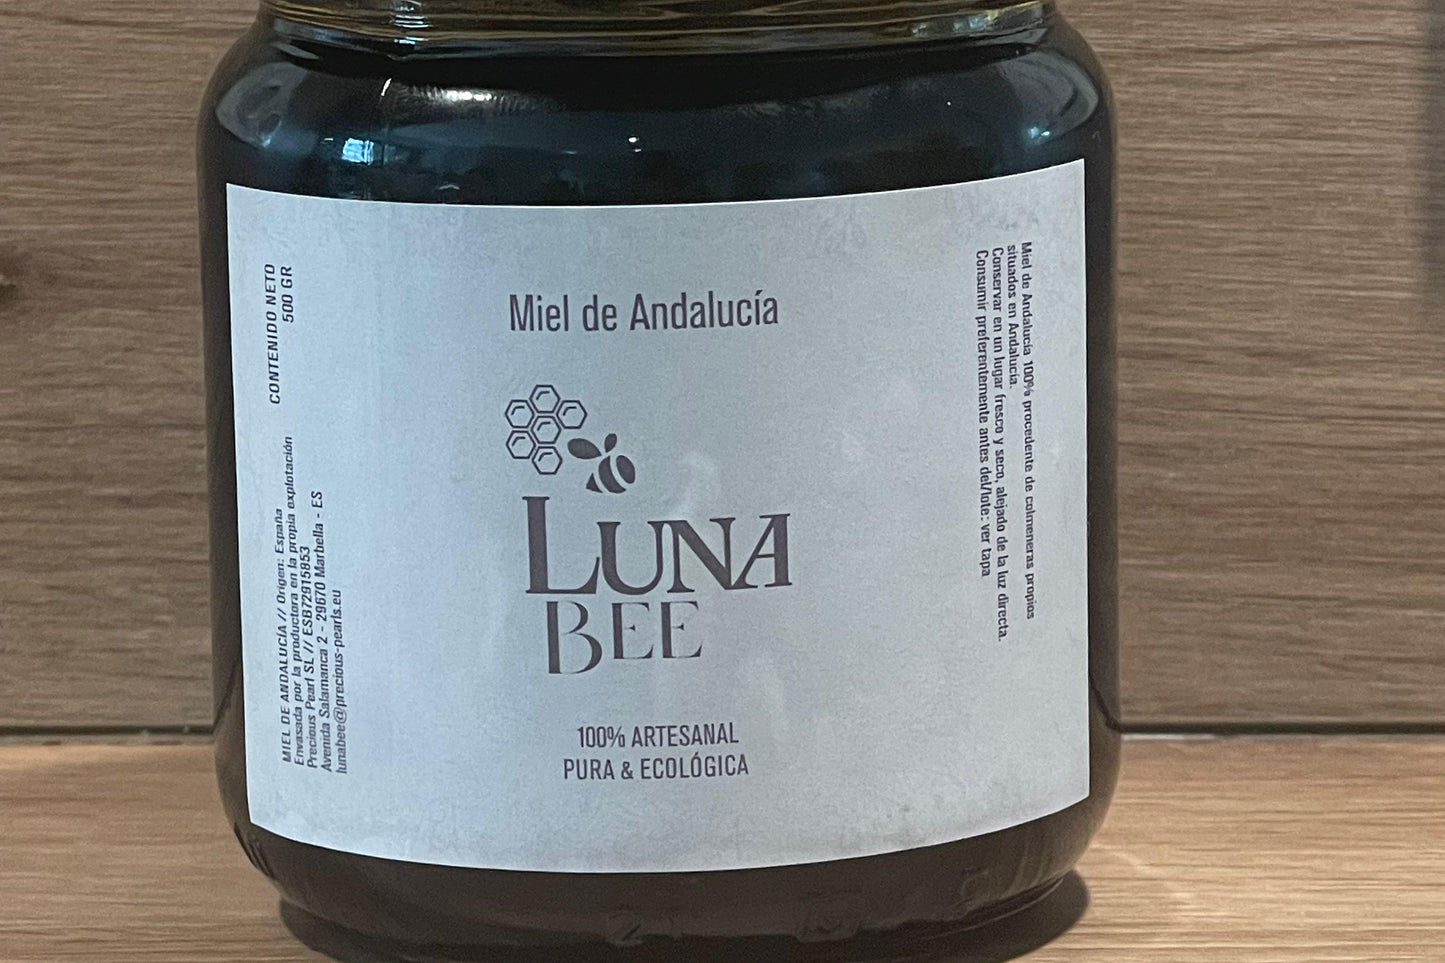 CONTENIDO NETO
500 GR
MIEL DE ANDALUCÍA // Origen: España
Envasada por la productora en la propia explotación
Precious Pearl SL // ESB72915853
Avenida Salamanca 2 - 29670 Marbella - ES
lunabee@precious-pearls.eu
Miel de Andalucía
LUNA
BEE
100% ARTESANAL
PURA & ECOLÓGICA
Miel de Andalucía 100% procedente de colmeneras propios
situados en Andalucía.
Conservar en un lugar fresco y seco, alejado de la luz directa.
Consumir preferentemente antes del/lote: ver tapa